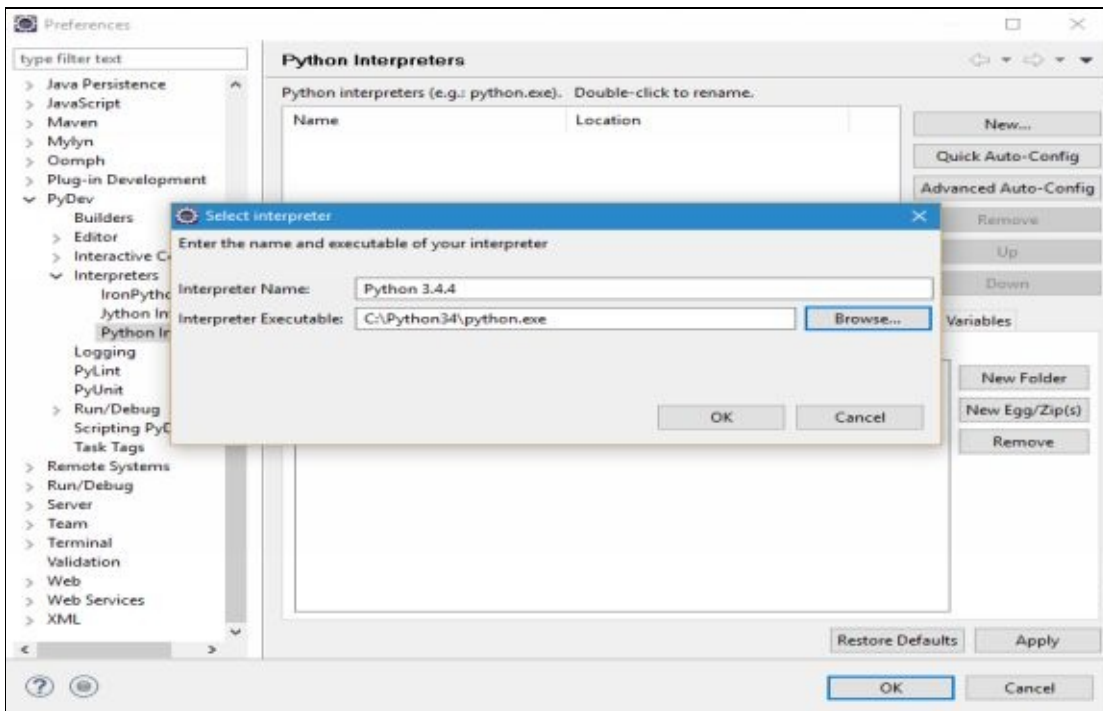 Preferences
type filter text
Java Persistence
JavaScript
Maven
Mylyn
Oomph
Plug-in Development
PyDev
Builders
Editor
Interactive C
Interpreters
IronPytho
Jython In
Python In
Logging
PyLint
PyUnit
Run/Debug
Scripting PyD
Task Tags
Remote Systems
Run/Debug
Server
Team
Terminal
Validation
Web
Web Services
XML
Python Interpreters
Python interpreters (e.g.: python.exe). Double-click to rename.
Name Location
New...
Quick Auto-Config
Advanced Auto-Config
Remove
Up
Down
Select interpreter
Enter the name and executable of your interpreter
Interpreter Name: Python 3.4.4
Interpreter Executable: C:\Python34\python.exe Browse...
OK Cancel
Variables
New Folder
New Egg/Zip(s)
Remove
Restore Defaults Apply
OK Cancel